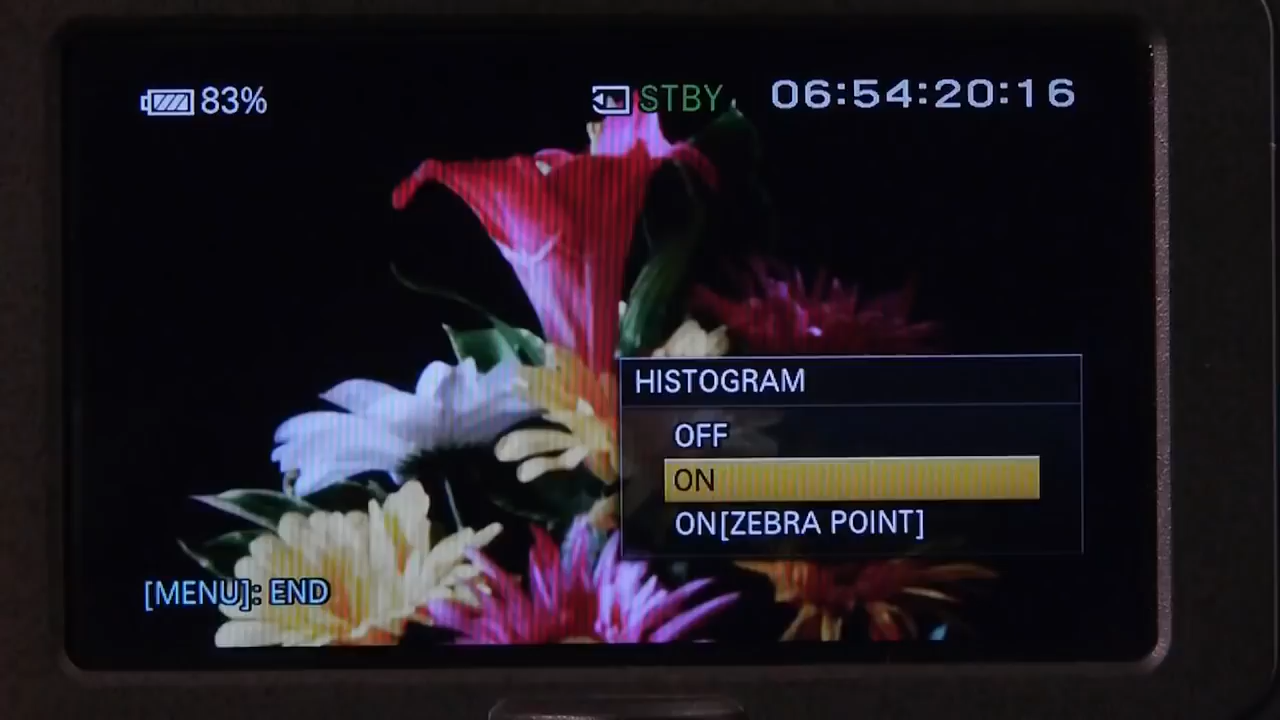 83% STBY 06:54:20:16
HISTOGRAM
OFF
ON
ON[ZEBRA POINT]
[MENU]: END